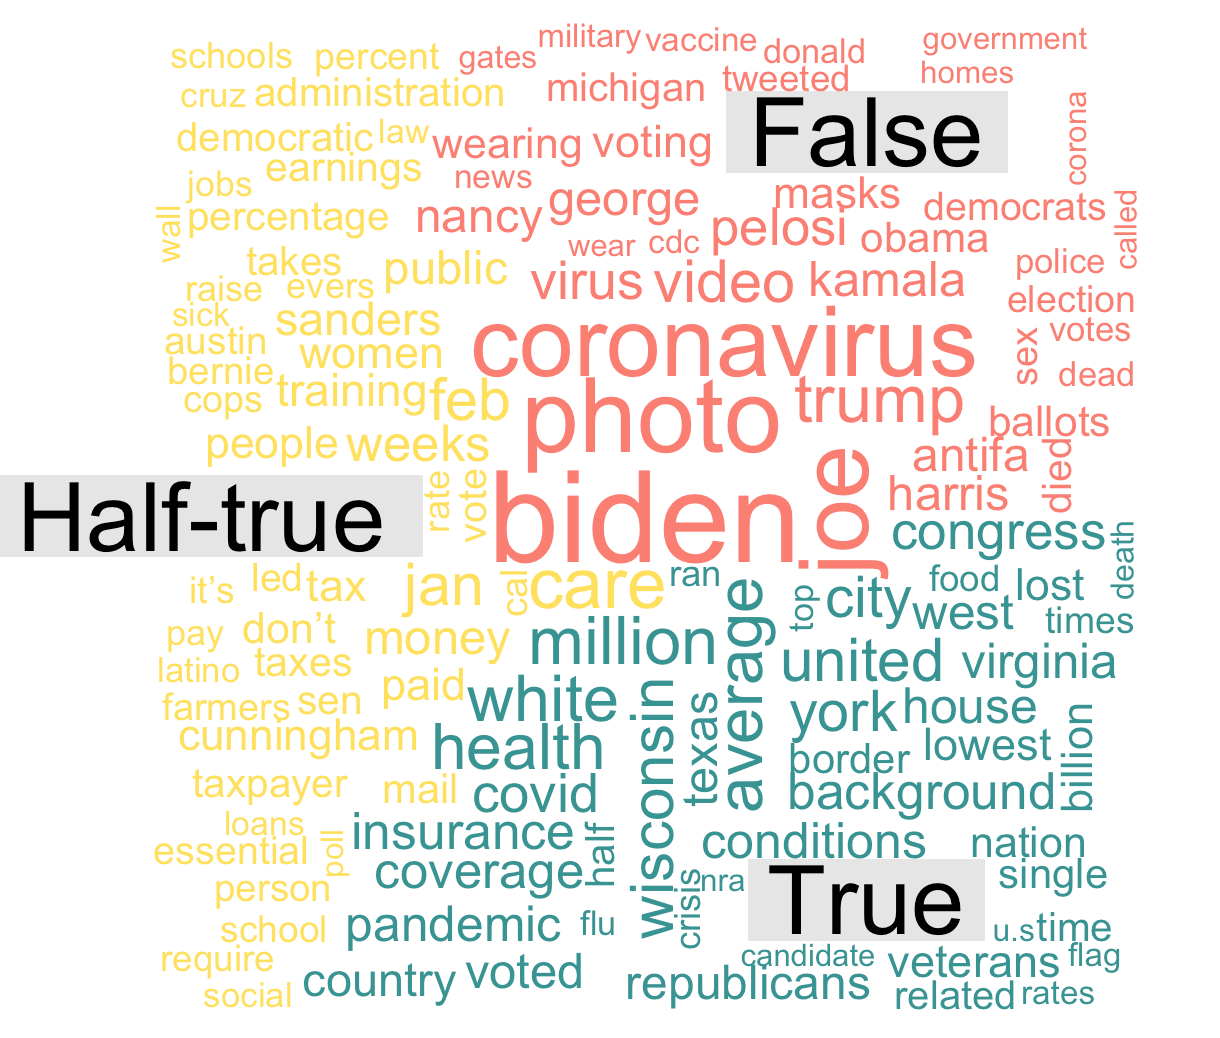 schools percent gates military vaccine donald government
cruz administration michigan tweeted homes
False
democratic law wearing voting corona
earnings news masks
jobs nancy george pelosi democrats
wall percentage wear cdc obama called
takes public virus video kamala police
raise evers election
sick sanders coronavirus votes
austin women sex dead
bernie training feb photo trump ballots
cops
people weeks antifa died
Half-true
rate vote biden joe harris
congress death
it's led tax jan cal care ran average top city food lost
pay don't money million west times
latino taxes united virginia
farmers sen paid white wisconsin texas york house
cunningham health border lowest billion
taxpayer mail covid background
loans insurance half conditions nation
essential poll coverage crisis nra single
True
person
school pandemic flu u.s time
require country voted candidate veterans flag
social republicans related rates